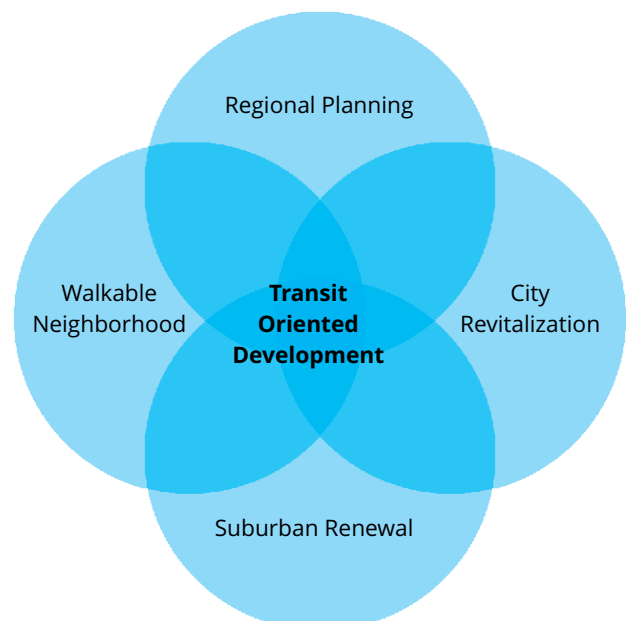 Regional Planning
Walkable
Neighborhood
Transit
Oriented
Development
City
Revitalization
Suburban Renewal